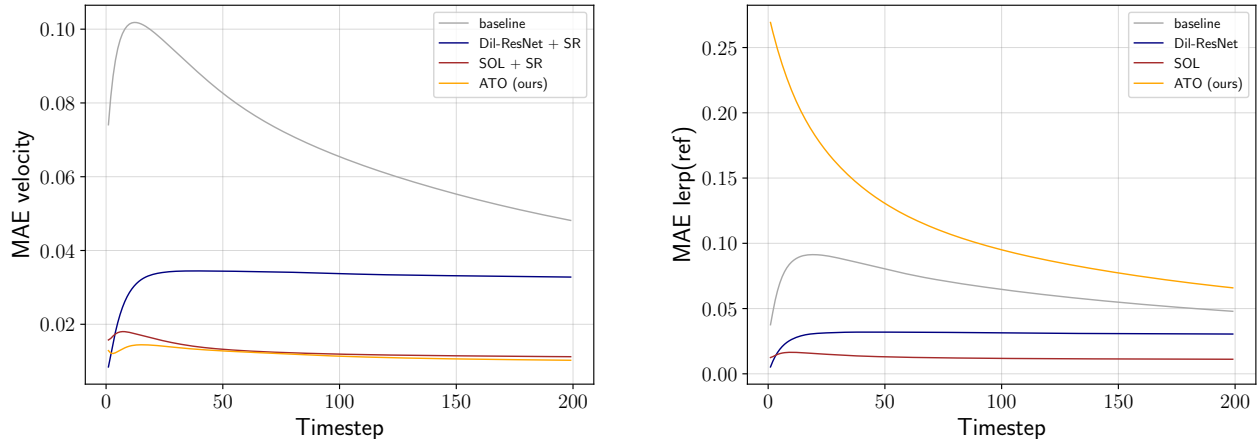 MAE velocity
0.10
0.08
0.06
0.04
0.02
0
50
100
150
200
Timestep
baseline
Dil-ResNet + SR
SOL + SR
ATO (ours)
MAE lerp(ref)
0.25
0.20
0.15
0.10
0.05
0.00
0
50
100
150
200
Timestep
baseline
Dil-ResNet
SOL
ATO (ours)